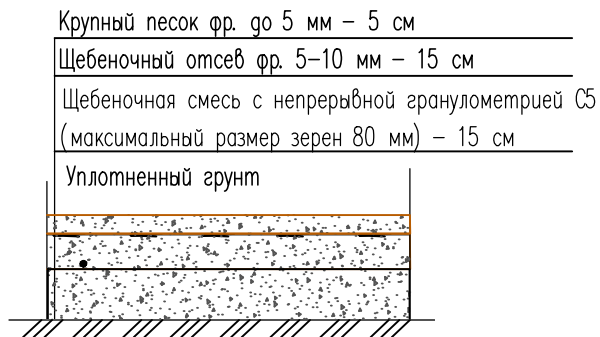 Крупный песок фр. до 5 мм – 5 см
Щебеночный отсев фр. 5–10 мм – 15 см
Щебеночная смесь с непрерывной гранулометрией С5
(максимальный размер зерен 80 мм) – 15 см
Уплотненный грунт